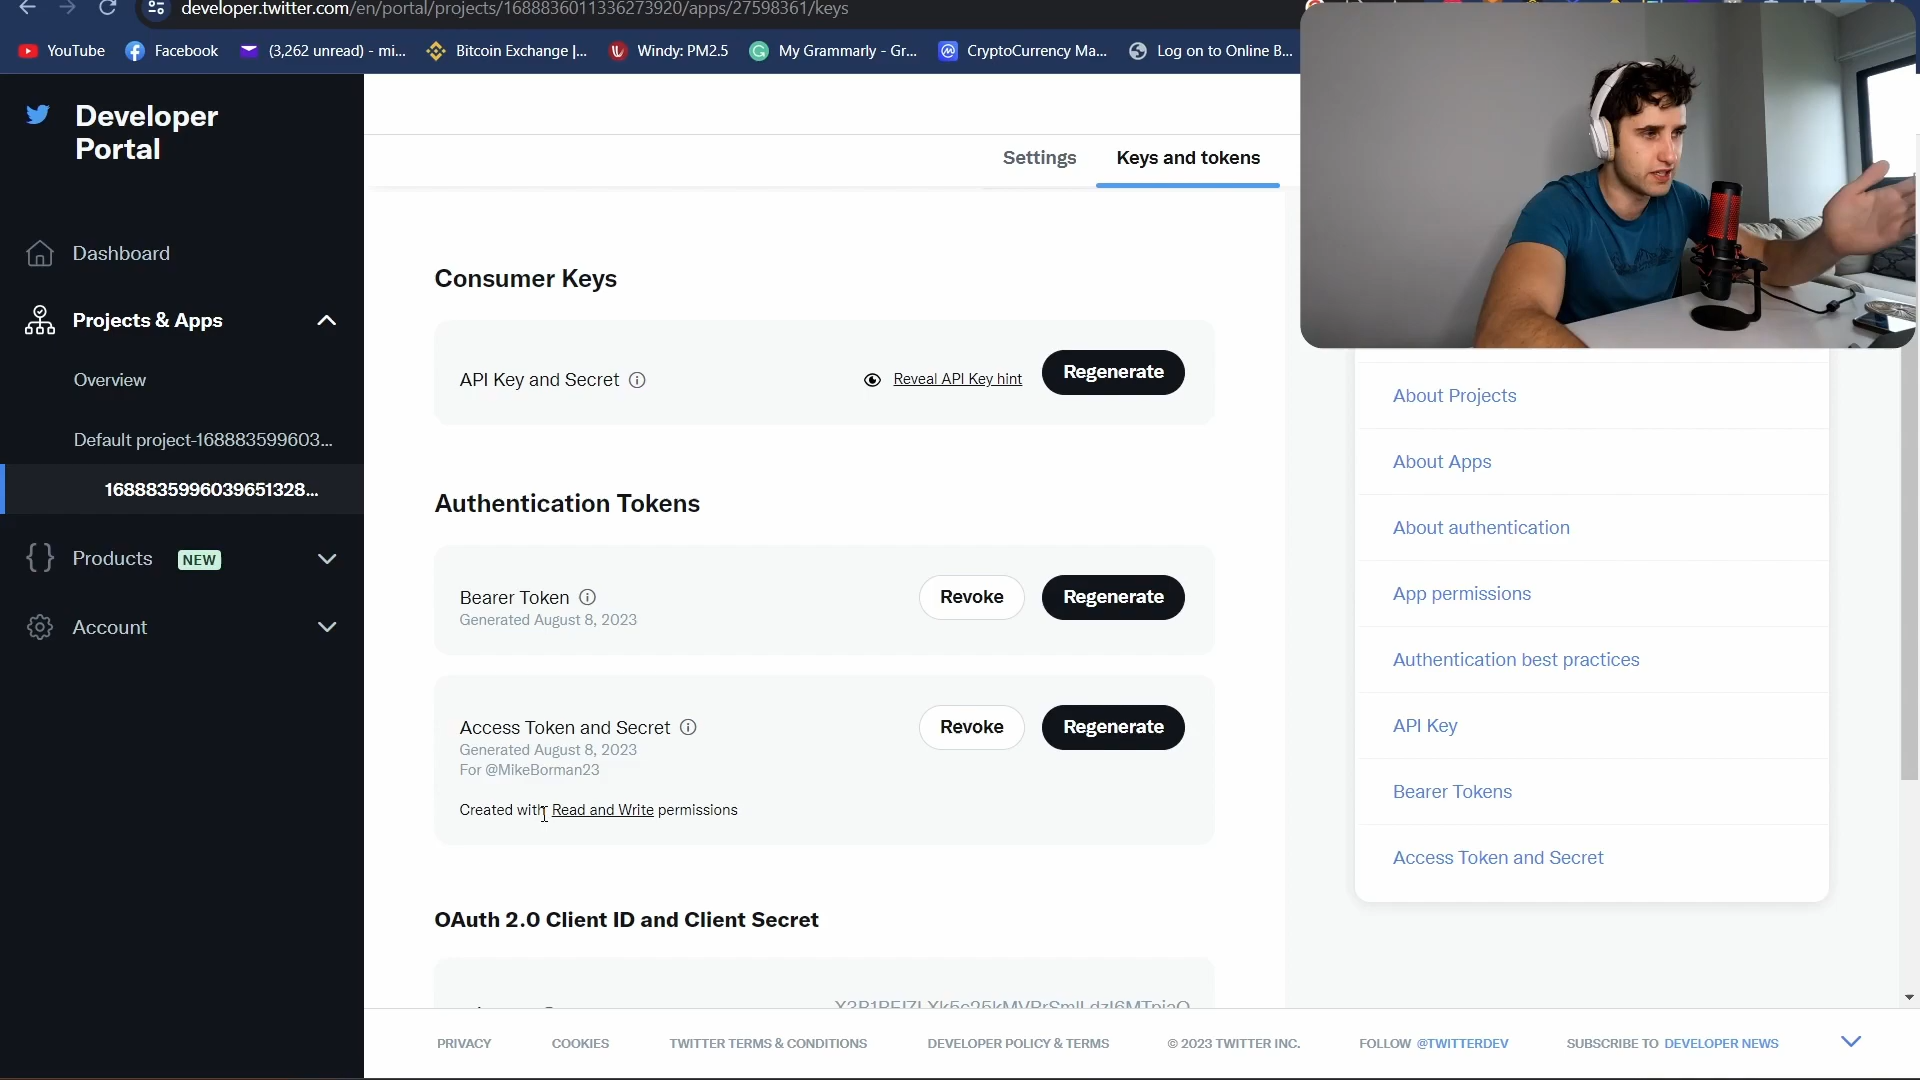 developer.twitter.com/en/portal/projects/1688836011336273920/apps/27598361/keys
YouTube
Facebook
(3,262 unread) - mi...
Bitcoin Exchange |...
Windy: PM2.5
My Grammarly - Gr...
CryptoCurrency Ma...
Log on to Online B...
Developer
Portal
Dashboard
Projects & Apps
Overview
Default project-168883599603...
1688835996039651328...
Products NEW
Account
Settings
Keys and tokens
Consumer Keys
API Key and Secret
Reveal API Key hint
Regenerate
Authentication Tokens
Bearer Token
Generated August 8, 2023
Revoke
Regenerate
Access Token and Secret
Generated August 8, 2023
For @MikeBorman23
Created with Read and Write permissions
Revoke
Regenerate
OAuth 2.0 Client ID and Client Secret
About Projects
About Apps
About authentication
App permissions
Authentication best practices
API Key
Bearer Tokens
Access Token and Secret
PRIVACY
COOKIES
TWITTER TERMS & CONDITIONS
DEVELOPER POLICY & TERMS
© 2023 TWITTER INC.
FOLLOW @TWITTERDEV
SUBSCRIBE TO DEVELOPER NEWS